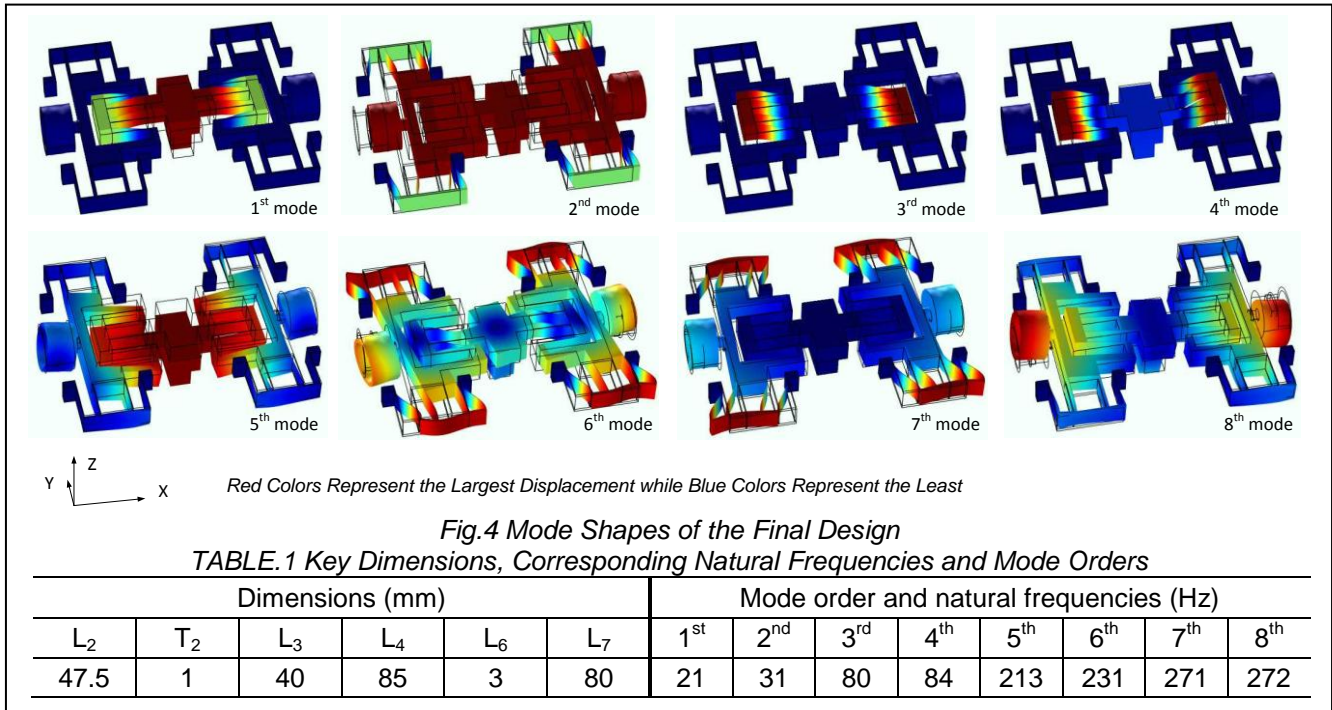 1st mode
2nd mode
3rd mode
4th mode
5th mode
6th mode
7th mode
8th mode
Z
Y
X
Red Colors Represent the Largest Displacement while Blue Colors Represent the Least
Fig.4 Mode Shapes of the Final Design
TABLE.1 Key Dimensions, Corresponding Natural Frequencies and Mode Orders
Dimensions (mm) Mode order and natural frequencies (Hz)
L2 T2 L3 L4 L6 L7 1st 2nd 3rd 4th 5th 6th 7th 8th
47.5 1 40 85 3 80 21 31 80 84 213 231 271 272